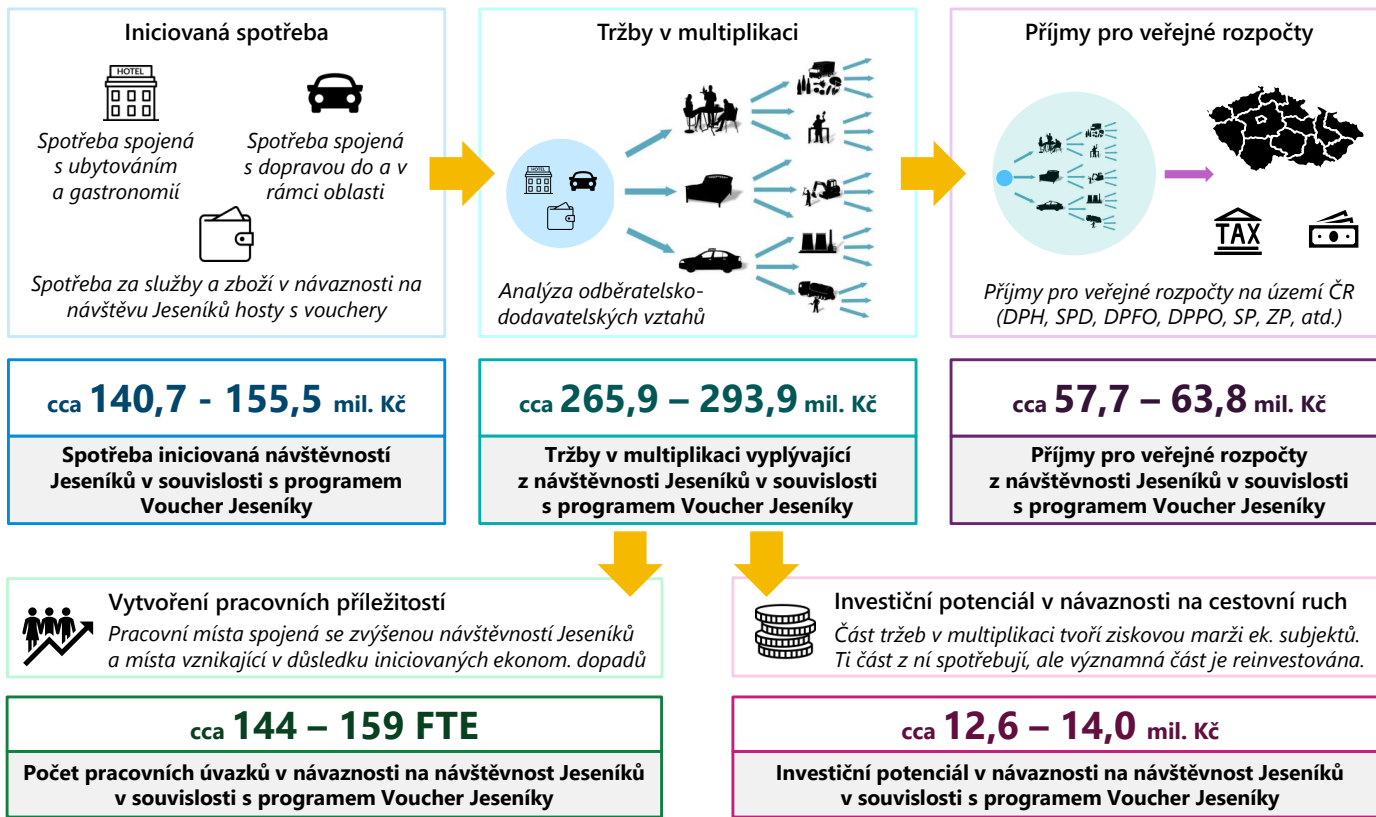 Iniciovaná spotřeba
HOTEL
Spotřeba spojená
s ubytováním
a gastronomií
Spotřeba spojená
s dopravou do a v
rámci oblasti
Spotřeba za služby a zboží v návaznosti na
návštěvu Jeseníků hosty s vouchery
Tržby v multiplikaci
HOTEL
Analýza odběratelsko-
dodavatelských vztahů
Příjmy pro veřejné rozpočty
TAX
Příjmy pro veřejné rozpočty na území ČR
(DPH, SPD, DPFO, DPPO, SP, ZP, atd.)
cca 140,7 - 155,5 mil. Kč
Spotřeba iniciovaná návštěvností
Jeseníků v souvislosti s programem
Voucher Jeseníky
cca 265,9 – 293,9 mil. Kč
Tržby v multiplikaci vyplývající
z návštěvnosti Jeseníků v souvislosti
s programem Voucher Jeseníky
cca 57,7 – 63,8 mil. Kč
Příjmy pro veřejné rozpočty
z návštěvnosti Jeseníků v souvislosti
s programem Voucher Jeseníky
Vytvoření pracovních příležitostí
Pracovní místa spojená se zvýšenou návštěvností Jeseníků
a místa vznikající v důsledku iniciovaných ekonom. dopadů
cca 144 – 159 FTE
Počet pracovních úvazků v návaznosti na návštěvnost Jeseníků
v souvislosti s programem Voucher Jeseníky
Investiční potenciál v návaznosti na cestovní ruch
Část tržeb v multiplikaci tvoří ziskovou marži ek. subjektů.
Ti část z ní spotřebují, ale významná část je reinvestována.
cca 12,6 – 14,0 mil. Kč
Investiční potenciál v návaznosti na návštěvnost Jeseníků
v souvislosti s programem Voucher Jeseníky